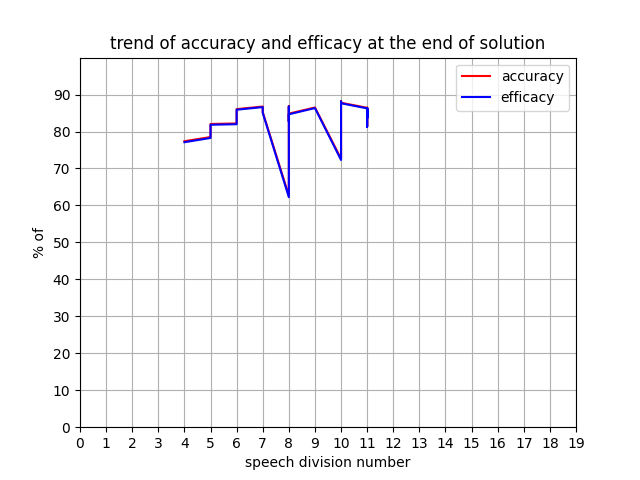 trend of accuracy and efficacy at the end of solution
accuracy
efficacy
90
80
70
60
50
40
30
20
10
0
% of
0 1 2 3 4 5 6 7 8 9 10 11 12 13 14 15 16 17 18 19
speech division number